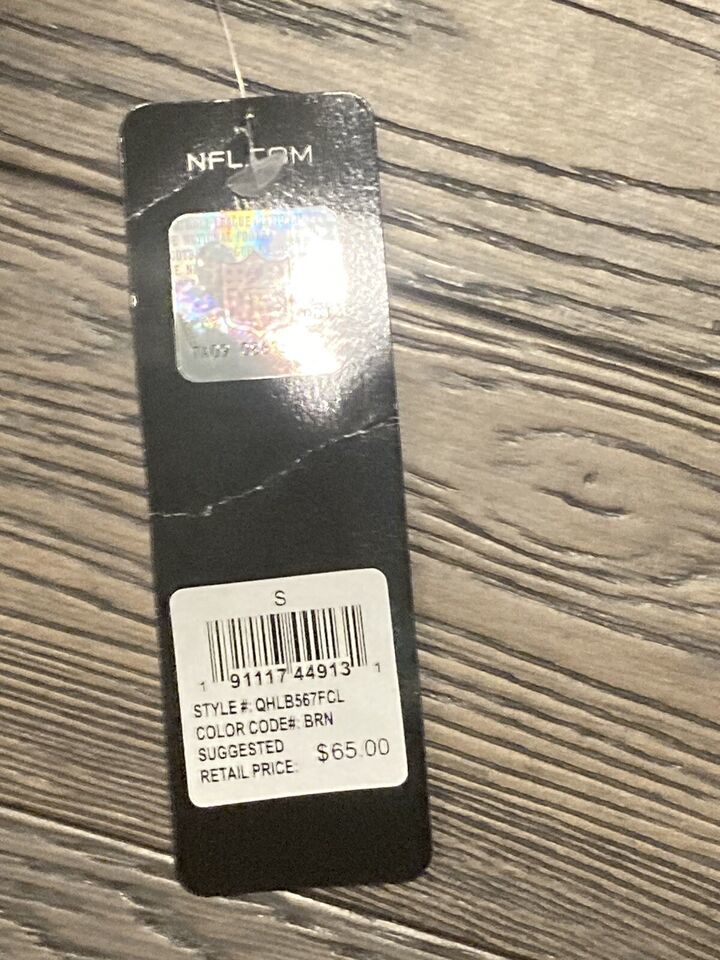 NFL.COM
S
1 91117 44913 1
STYLE #: QHLB567FCL
COLOR CODE#: BRN
SUGGESTED
RETAIL PRICE: $65.00